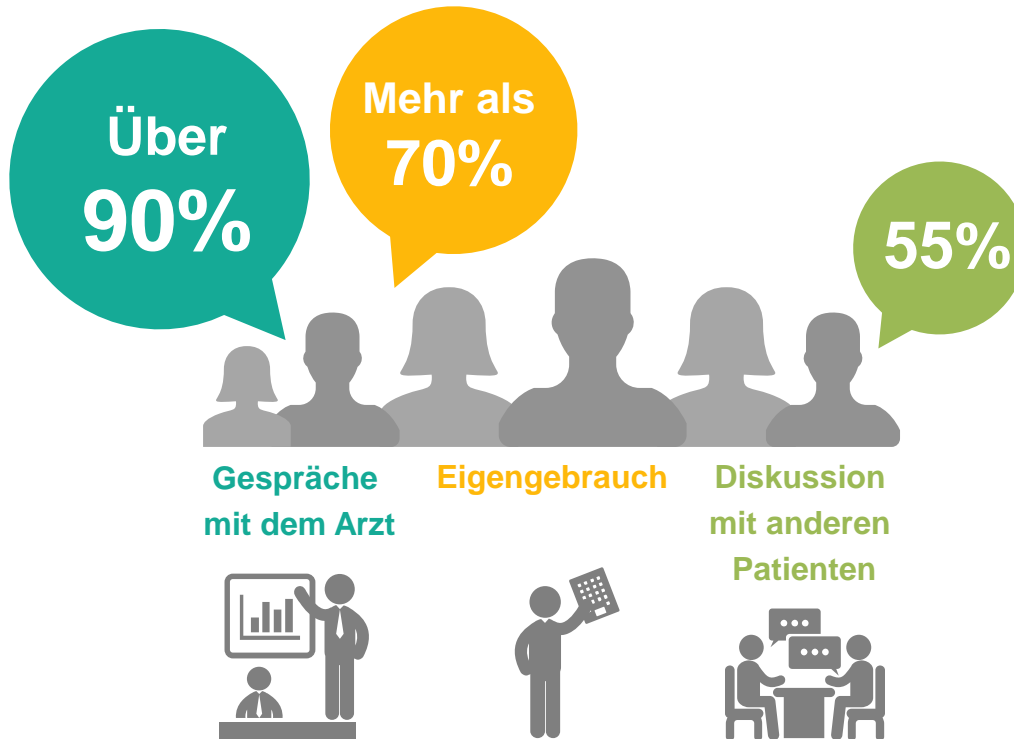 Über
90%
Mehr als
70%
55%
Gespräche
mit dem Arzt
Eigengebrauch
Diskussion
mit anderen
Patienten